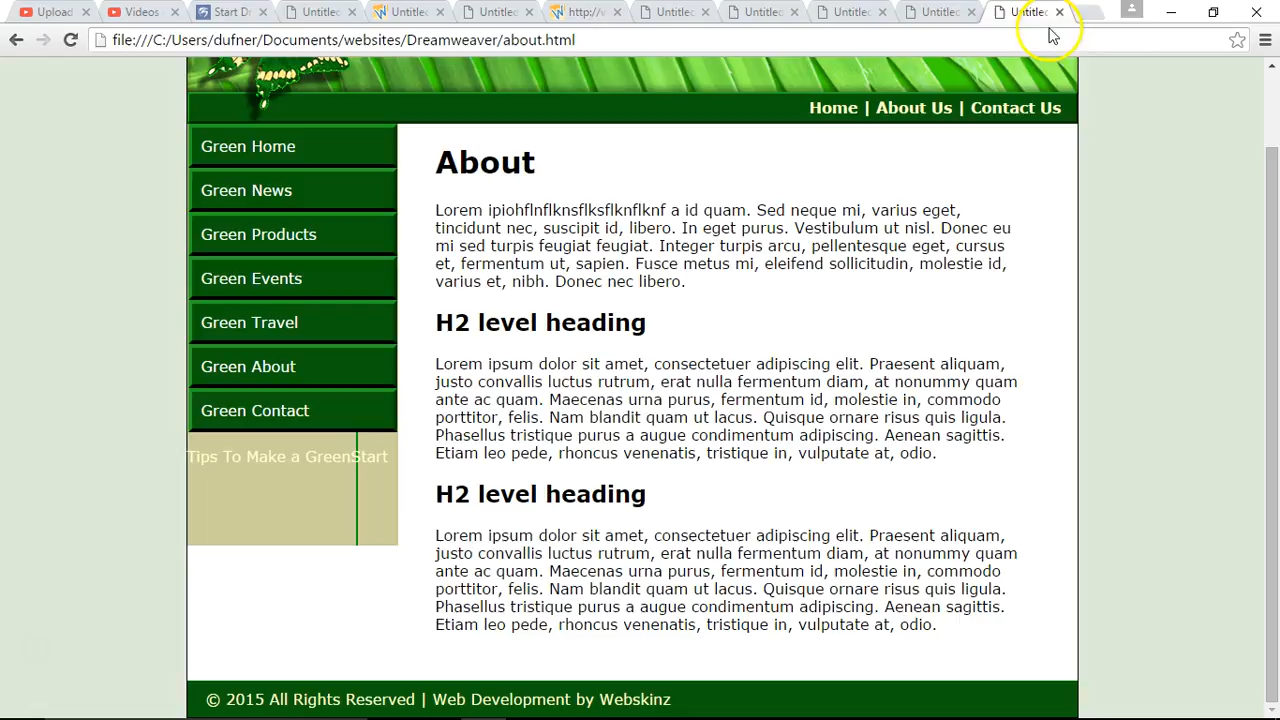 Upload
Videos
Start Dr
Untitled
Untitled
Untitled
http://v
Untitled
Untitled
Untitled
Untitled
Untitled
file:///C:/Users/dufner/Documents/websites/Dreamweaver/about.html
Home | About Us | Contact Us
Green Home
Green News
Green Products
Green Events
Green Travel
Green About
Green Contact
Tips To Make a GreenStart
About
Lorem ipiohflnflknsflksflknflknf a id quam. Sed neque mi, varius eget,
tincidunt nec, suscipit id, libero. In eget purus. Vestibulum ut nisl. Donec eu
mi sed turpis feugiat feugiat. Integer turpis arcu, pellentesque eget, cursus
et, fermentum ut, sapien. Fusce metus mi, eleifend sollicitudin, molestie id,
varius et, nibh. Donec nec libero.
H2 level heading
Lorem ipsum dolor sit amet, consectetuer adipiscing elit. Praesent aliquam,
justo convallis luctus rutrum, erat nulla fermentum diam, at nonummy quam
ante ac quam. Maecenas urna purus, fermentum id, molestie in, commodo
porttitor, felis. Nam blandit quam ut lacus. Quisque ornare risus quis ligula.
Phasellus tristique purus a augue condimentum adipiscing. Aenean sagittis.
Etiam leo pede, rhoncus venenatis, tristique in, vulputate at, odio.
H2 level heading
Lorem ipsum dolor sit amet, consectetuer adipiscing elit. Praesent aliquam,
justo convallis luctus rutrum, erat nulla fermentum diam, at nonummy quam
ante ac quam. Maecenas urna purus, fermentum id, molestie in, commodo
porttitor, felis. Nam blandit quam ut lacus. Quisque ornare risus quis ligula.
Phasellus tristique purus a augue condimentum adipiscing. Aenean sagittis.
Etiam leo pede, rhoncus venenatis, tristique in, vulputate at, odio.
© 2015 All Rights Reserved | Web Development by Webskinz